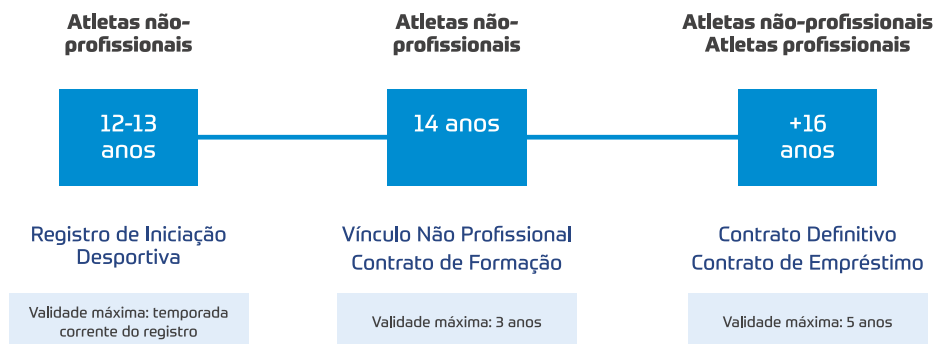 Atletas não-
profissionais
12-13
anos
Registro de Iniciação
Desportiva
Validade máxima: temporada
corrente do registro
Atletas não-
profissionais
14 anos
Vínculo Não Profissional
Contrato de Formação
Validade máxima: 3 anos
Atletas não-profissionais
Atletas profissionais
+16
anos
Contrato Definitivo
Contrato de Empréstimo
Validade máxima: 5 anos